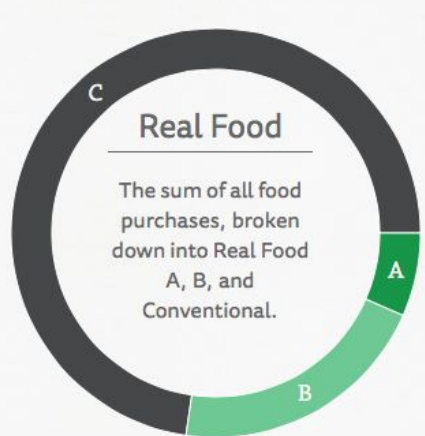 C
Real Food
The sum of all food
purchases, broken
down into Real Food
A, B, and
Conventional.
A
B